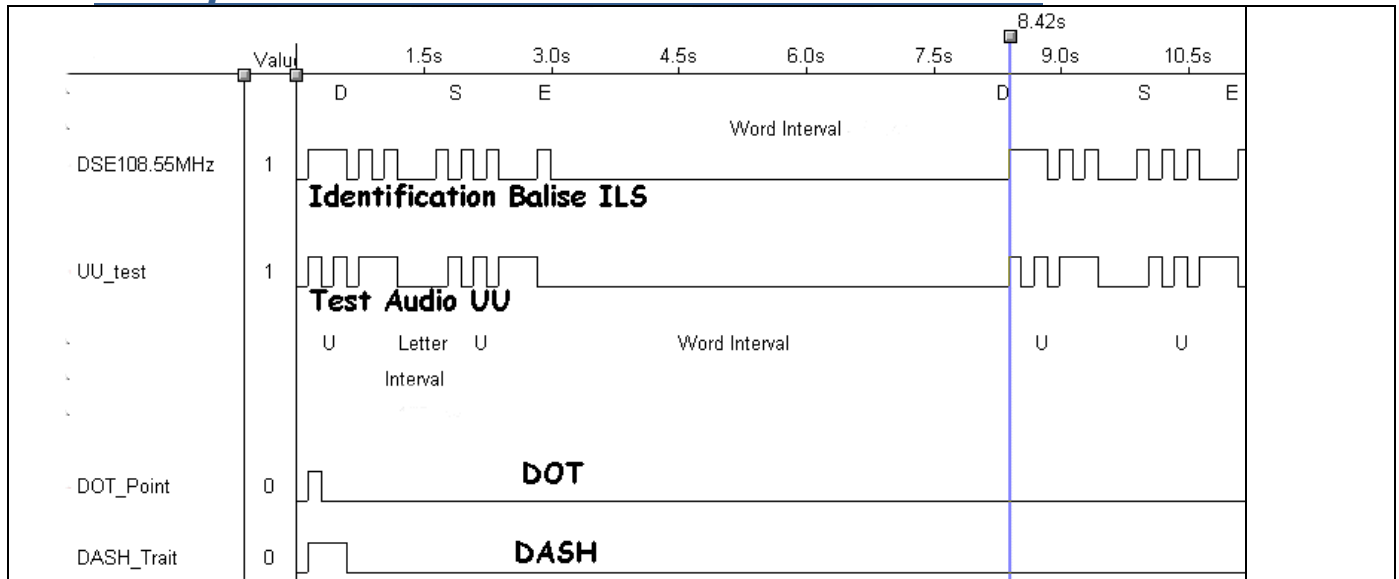 8.42s
Valu 1.5s 3.0s 4.5s 6.0s 7.5s 9.0s 10.5s
D S E D S E
Word Interval
DSE108.55MHz 1
Identification Balise ILS
UU_test 1
Test Audio UU
U Letter U Word Interval U U
Interval
DOT_Point 0 DOT
DASH_Trait 0 DASH